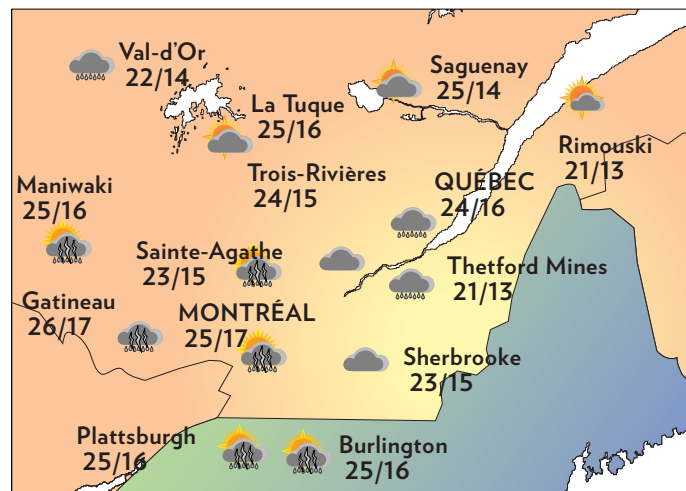 Val-d'Or
22/14
Saguenay
25/14
La Tuque
25/16
Rimouski
21/13
Trois-Rivières
24/15
QUÉBEC
24/16
Maniwaki
25/16
Sainte-Agathe
23/15
Thetford Mines
21/13
Gatineau
26/17
MONTRÉAL
25/17
Sherbrooke
23/15
Plattsburgh
25/16
Burlington
25/16